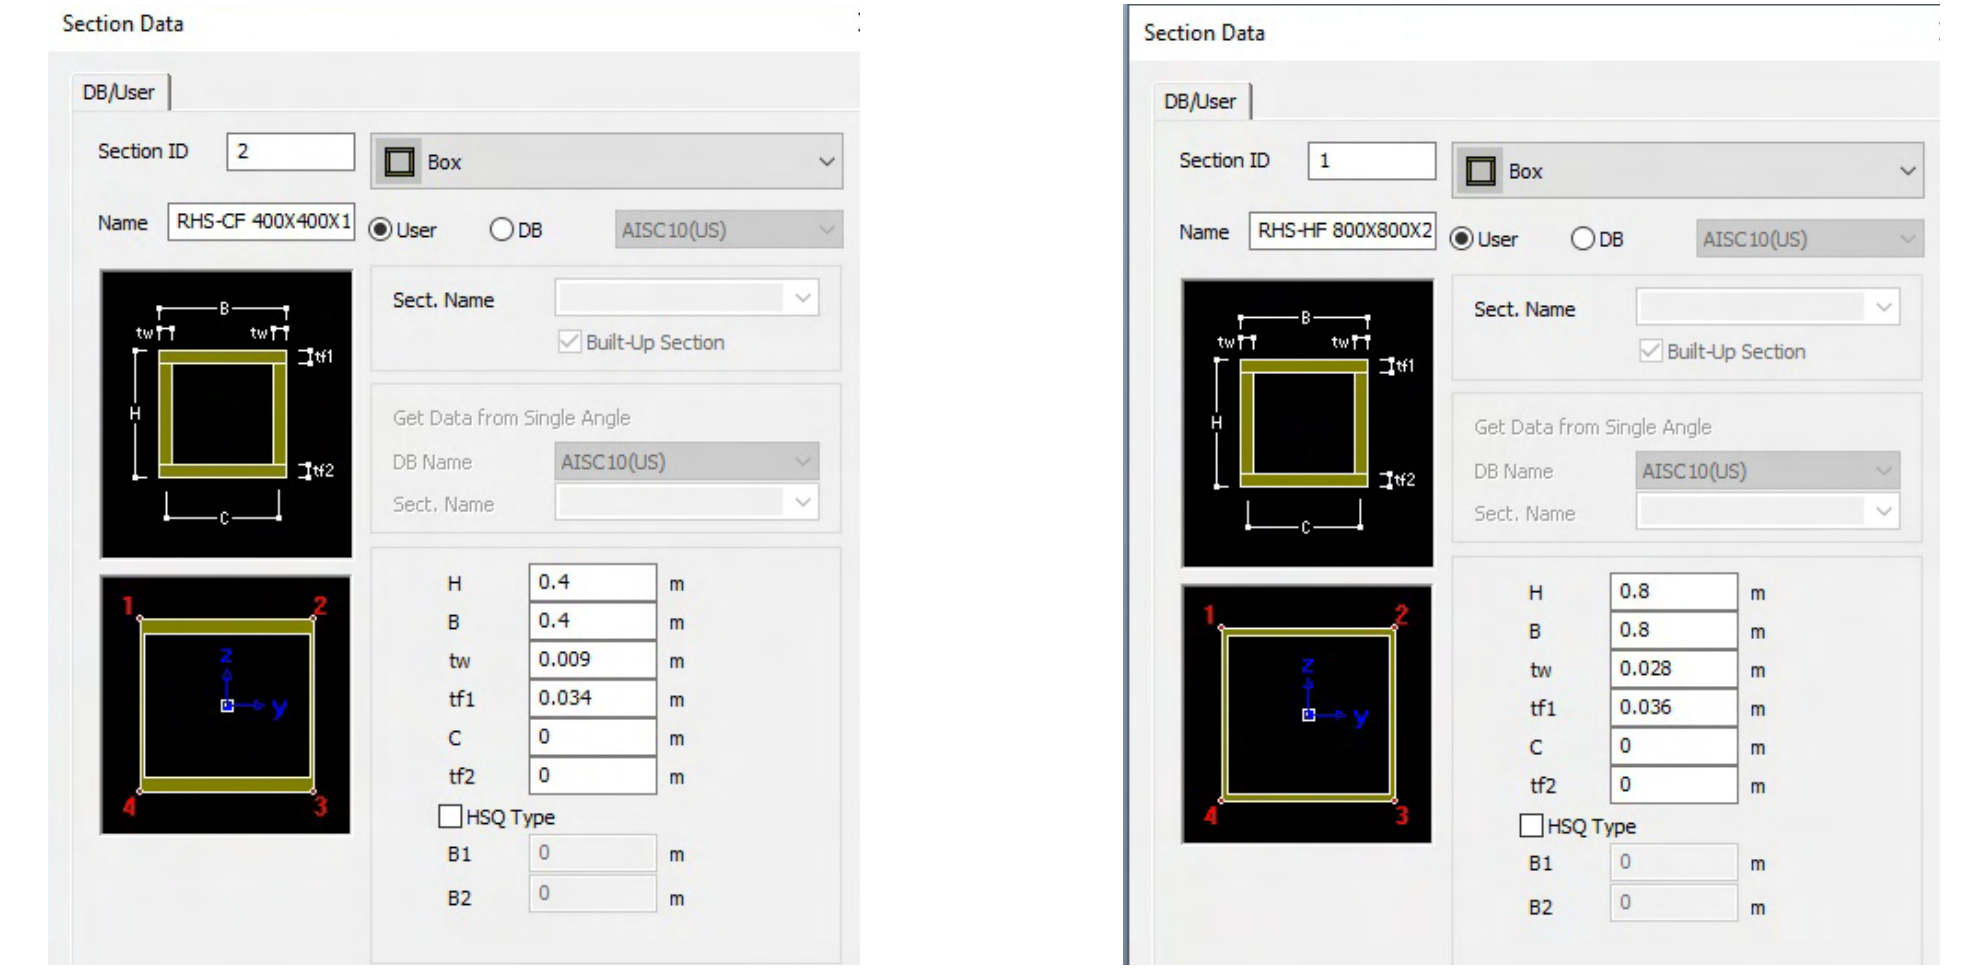 Section Data
DB/User
Section ID 2 Box
Name RHS-CF 400X400X1 User DB AISC10(US)
B
tw tw
tf1
H
tf2
C
Sect. Name
Built-Up Section
Get Data from Single Angle
DB Name AISC10(US)
Sect. Name
1 2
z
y
4 3
H 0.4 m
B 0.4 m
tw 0.009 m
tf1 0.034 m
C 0 m
tf2 0 m
HSQ Type
B1 0 m
B2 0 m
Section Data
DB/User
Section ID 1 Box
Name RHS-HF 800X800X2 User DB AISC10(US)
B
tw tw
tf1
H
tf2
C
Sect. Name
Built-Up Section
Get Data from Single Angle
DB Name AISC10(US)
Sect. Name
1 2
z
y
4 3
H 0.8 m
B 0.8 m
tw 0.028 m
tf1 0.036 m
C 0 m
tf2 0 m
HSQ Type
B1 0 m
B2 0 m